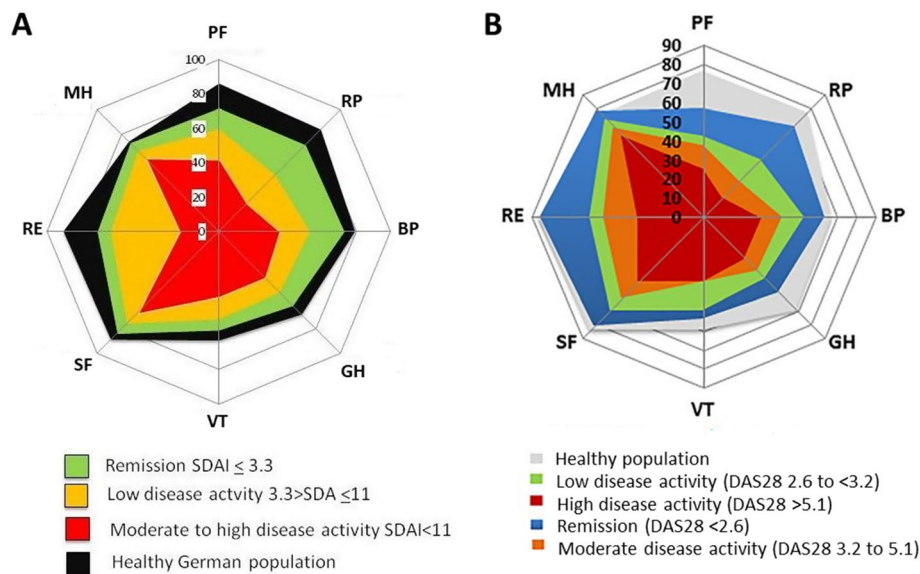 A
PF
100
80
60
40
20
0
MH
RP
RE
BP
SF
GH
VT
Remission SDAI ≤ 3.3
Low disease actvity 3.3>SDA ≤11
Moderate to high disease activity SDAI<11
Healthy German population
B
PF
90
80
70
60
50
40
30
20
10
0
MH
RP
RE
BP
SF
GH
VT
Healthy population
Low disease activity (DAS28 2.6 to <3.2)
High disease activity (DAS28 >5.1)
Remission (DAS28 <2.6)
Moderate disease activity (DAS28 3.2 to 5.1)